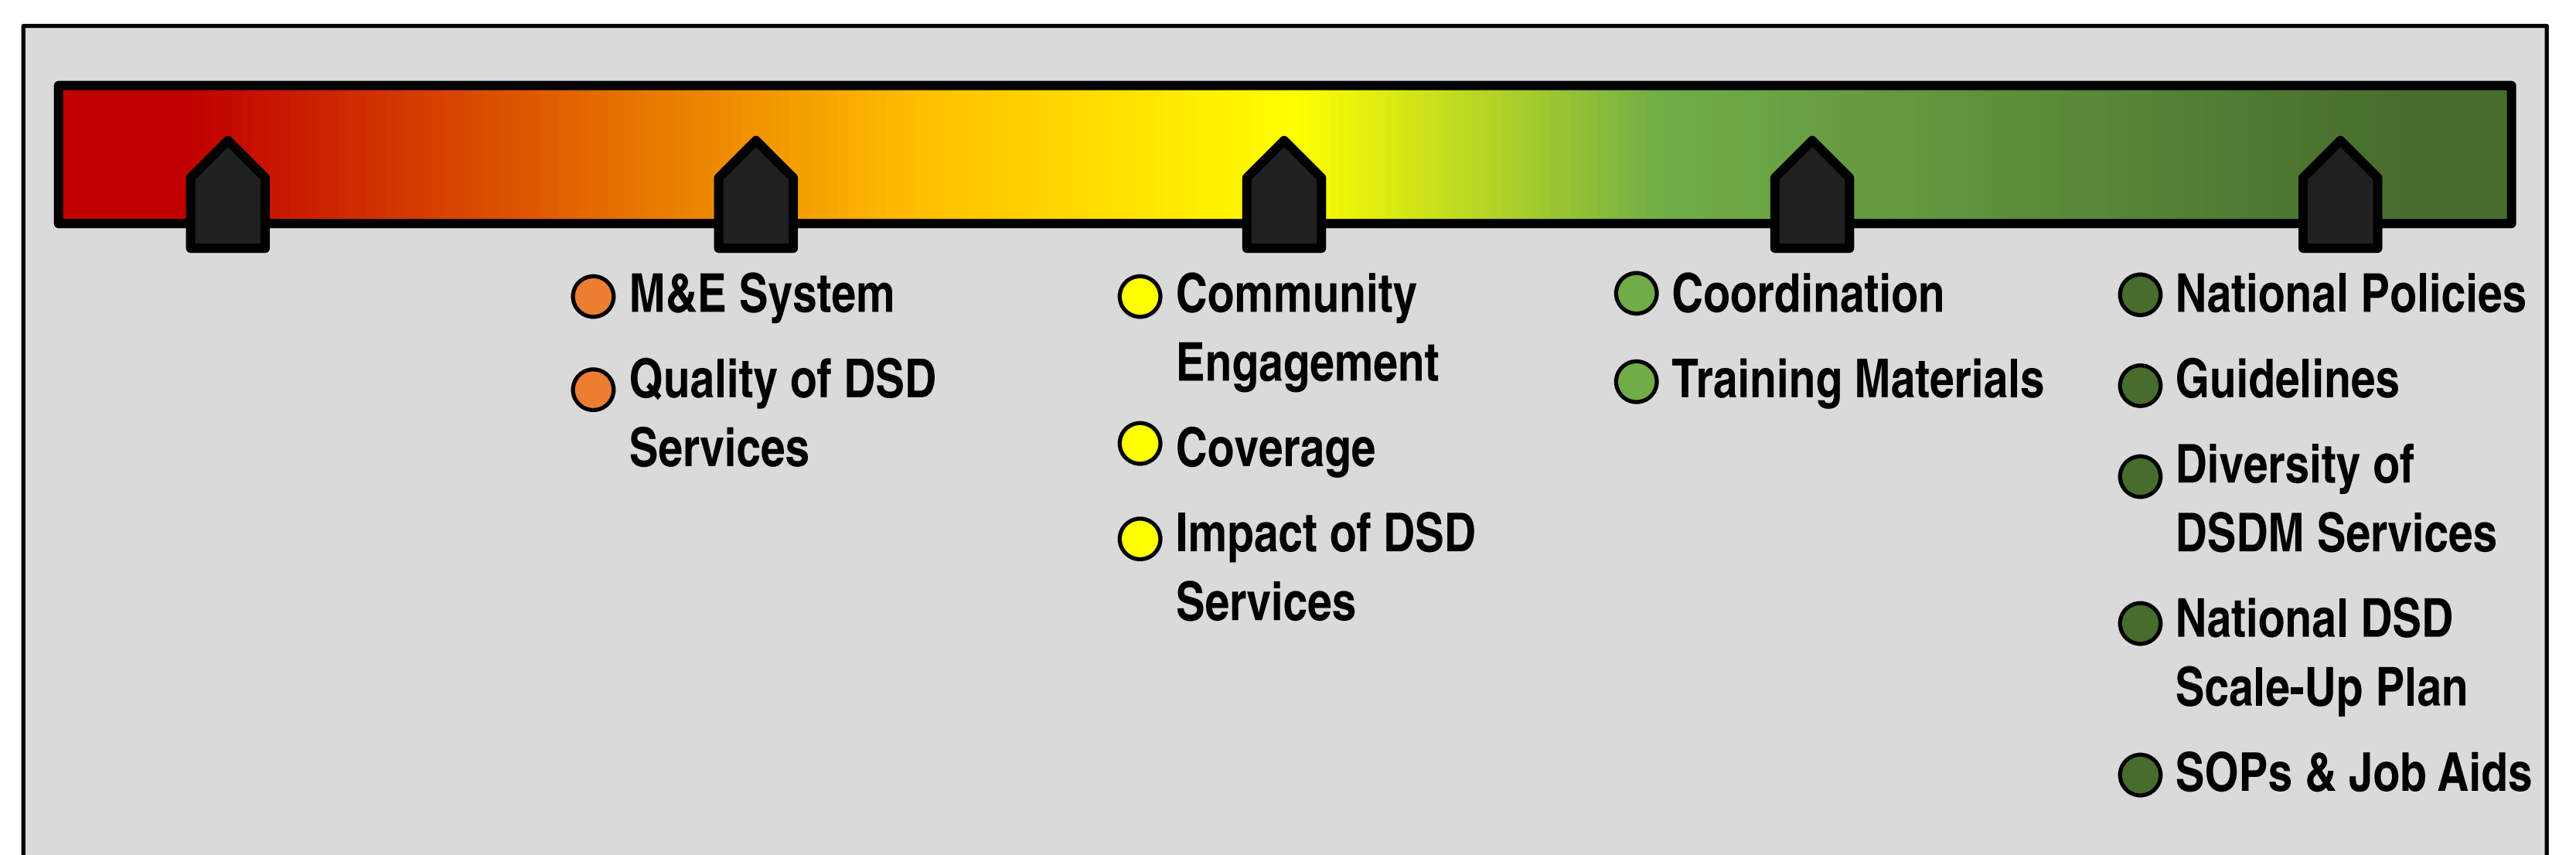 M&E System
Quality of DSD
Services
Community
Engagement
Coverage
Impact of DSD
Services
Coordination
Training Materials
National Policies
Guidelines
Diversity of
DSDM Services
National DSD
Scale-Up Plan
SOPs & Job Aids